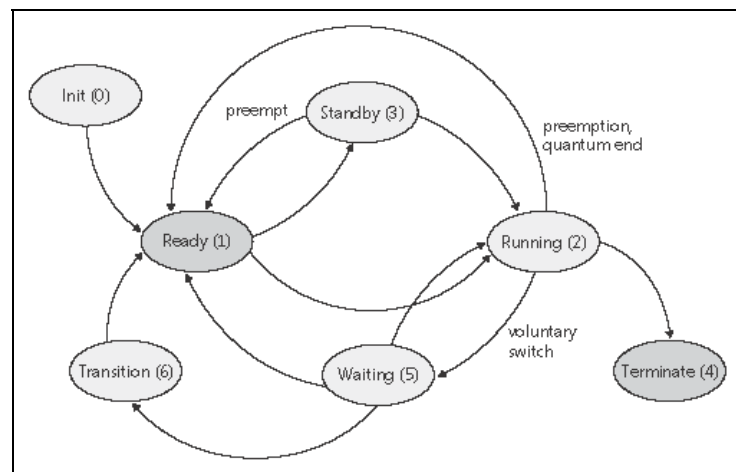 Init (0)
preempt
Standby (3)
preemption,
quantum end
Ready (1)
Running (2)
voluntary
switch
Transition (6)
Waiting (5)
Terminate (4)